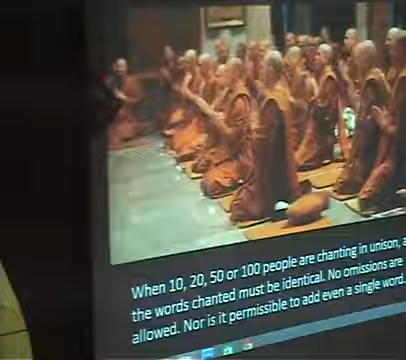 When 10, 20, 50 or 100 people are chanting in unison,
the words chanted must be identical. No omissions are
allowed. Nor is it permissible to add even a single word.